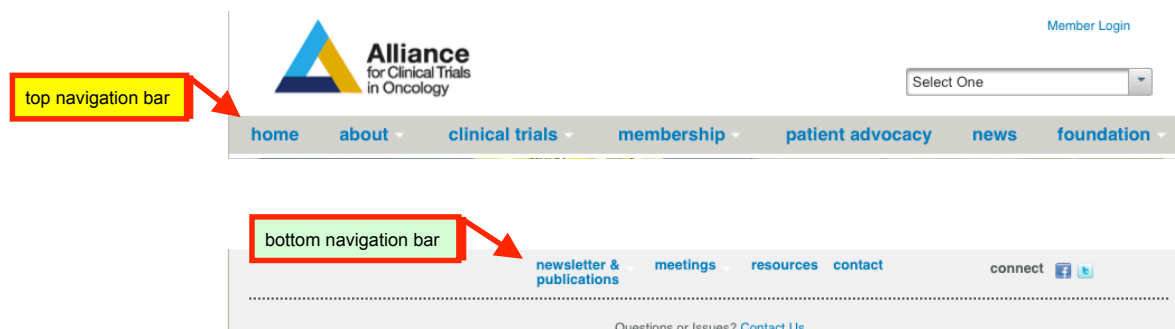 Member Login
Alliance
for Clinical Trials
in Oncology
Select One
top navigation bar
home about clinical trials membership patient advocacy news foundation
bottom navigation bar
newsletter & meetings resources contact connect
publications
Questions or Issues? Contact Us